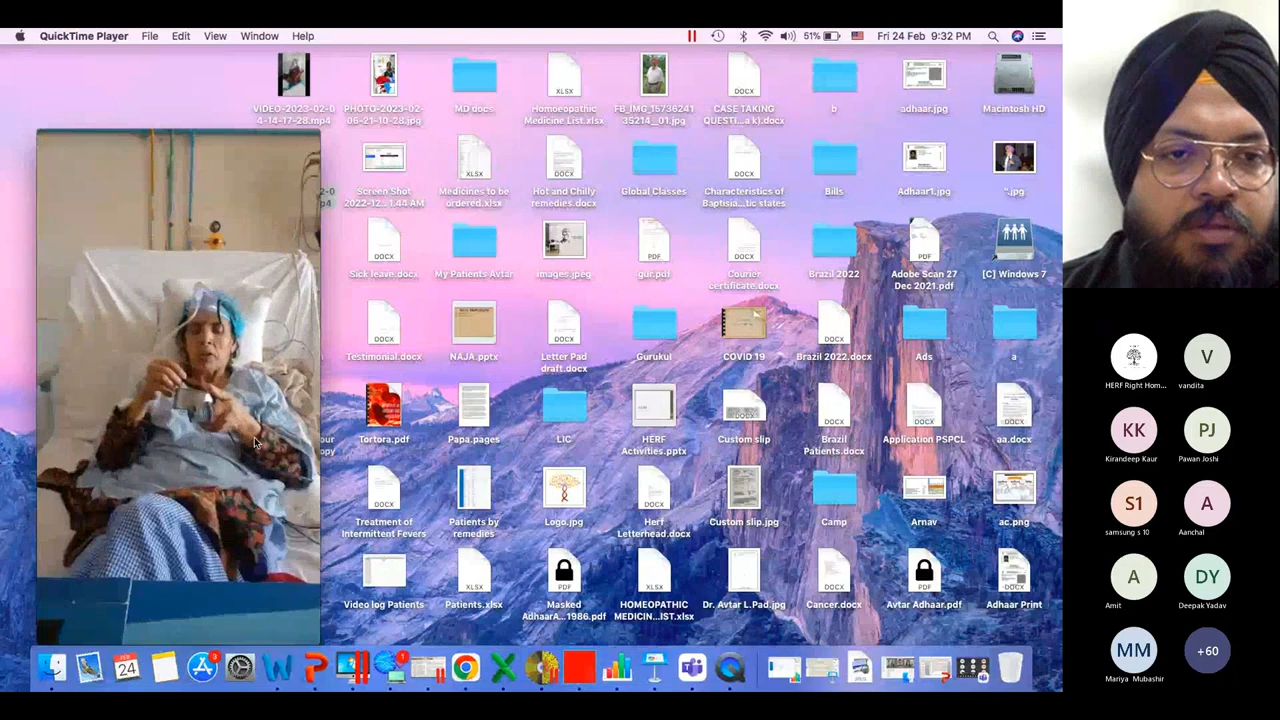 QuickTime Player File Edit View Window Help 51% Fri 24 Feb 9:32 PM
VIDEO-2023-02-0
4-14-17-28.mp4
PHOTO-2023-02-
06-21-10-28.jpg
MD docs
Homoeopathic
Medicine List.xlsx
FB_IMG_15736241
35214_01.jpg
CASE TAKING
QUESTI...a k).docx
b
adhaar.jpg
Macintosh HD
Screen Shot
2022-12...1.44 AM
Medicines to be
ordered.xlsx
Hot and Chilly
remedies.docx
Global Classes
Characteristics of
Baptisia...tic states
Bills
Adhaar1.jpg
".jpg
Sick leave.docx
My Patients Avtar
images.jpeg
gur.pdf
Courier
certificate.docx
Brazil 2022
Adobe Scan 27
Dec 2021.pdf
[C] Windows 7
Testimonial.docx
NAJA.pptx
Letter Pad
draft.docx
Gurukul
COVID 19
Brazil 2022.docx
Ads
a
Tortora.pdf
Papa.pages
LIC
HERF
Activities.pptx
Custom slip
Brazil
Patients.docx
Application PSPCL
aa.docx
Treatment of
Intermittent Fevers
Patients by
remedies
Logo.jpg
Herf
Letterhead.docx
Custom slip.jpg
Camp
Arnav
ac.png
Video log Patients
Patients.xlsx
Masked
AdhaarA...1986.pdf
HOMEOPATHIC
MEDICIN...IST.xlsx
Dr. Avtar L.Pad.jpg
Cancer.docx
Avtar Adhaar.pdf
Adhaar Print
HERF Right Hom...
V
vandita
KK
Kirandeep Kaur
PJ
Pawan Joshi
S1
samsung s 10
A
Aanchal
A
Amit
DY
Deepak Yadav
MM
Mariya Mubashir
+60